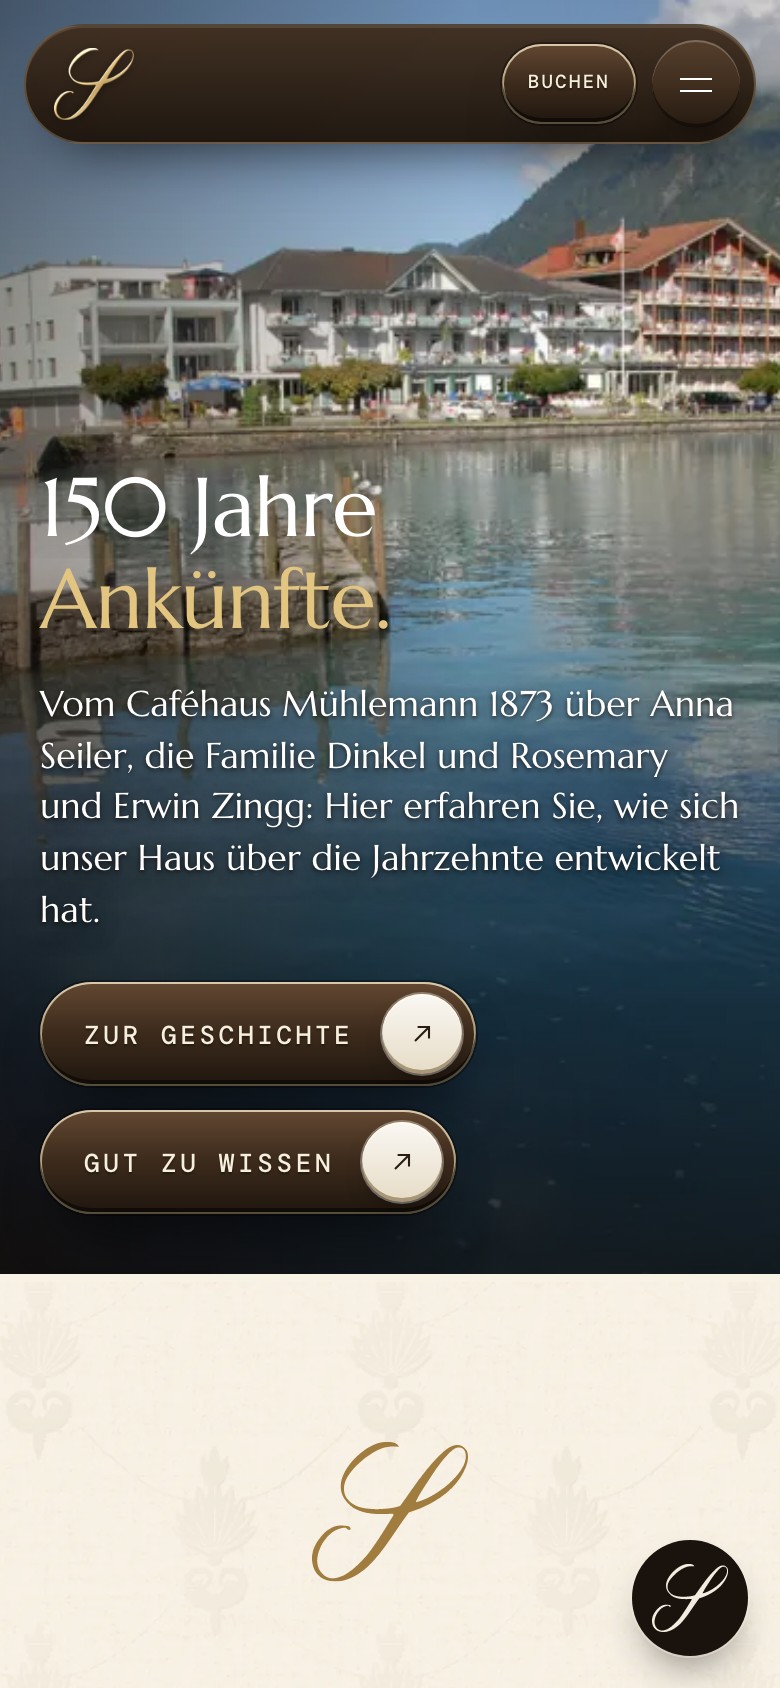 S
BUCHEN
150 Jahre
Ankünfte.
Vom Caféhaus Mühlemann 1873 über Anna
Seiler, die Familie Dinkel und Rosemary
und Erwin Zingg: Hier erfahren Sie, wie sich
unser Haus über die Jahrzehnte entwickelt
hat.
ZUR GESCHICHTE
GUT ZU WISSEN
S
S